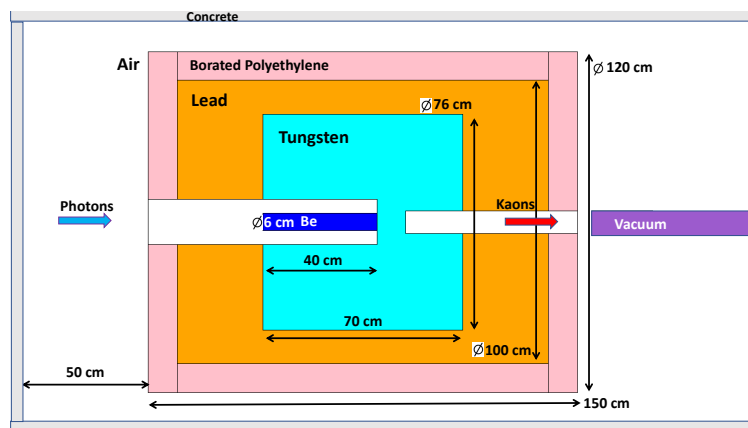 Concrete
Air
Borated Polyethylene
∅ 120 cm
Lead
∅ 76 cm
Tungsten
Photons
Kaons
∅ 6 cm
Be
Vacuum
40 cm
70 cm
∅ 100 cm
50 cm
150 cm